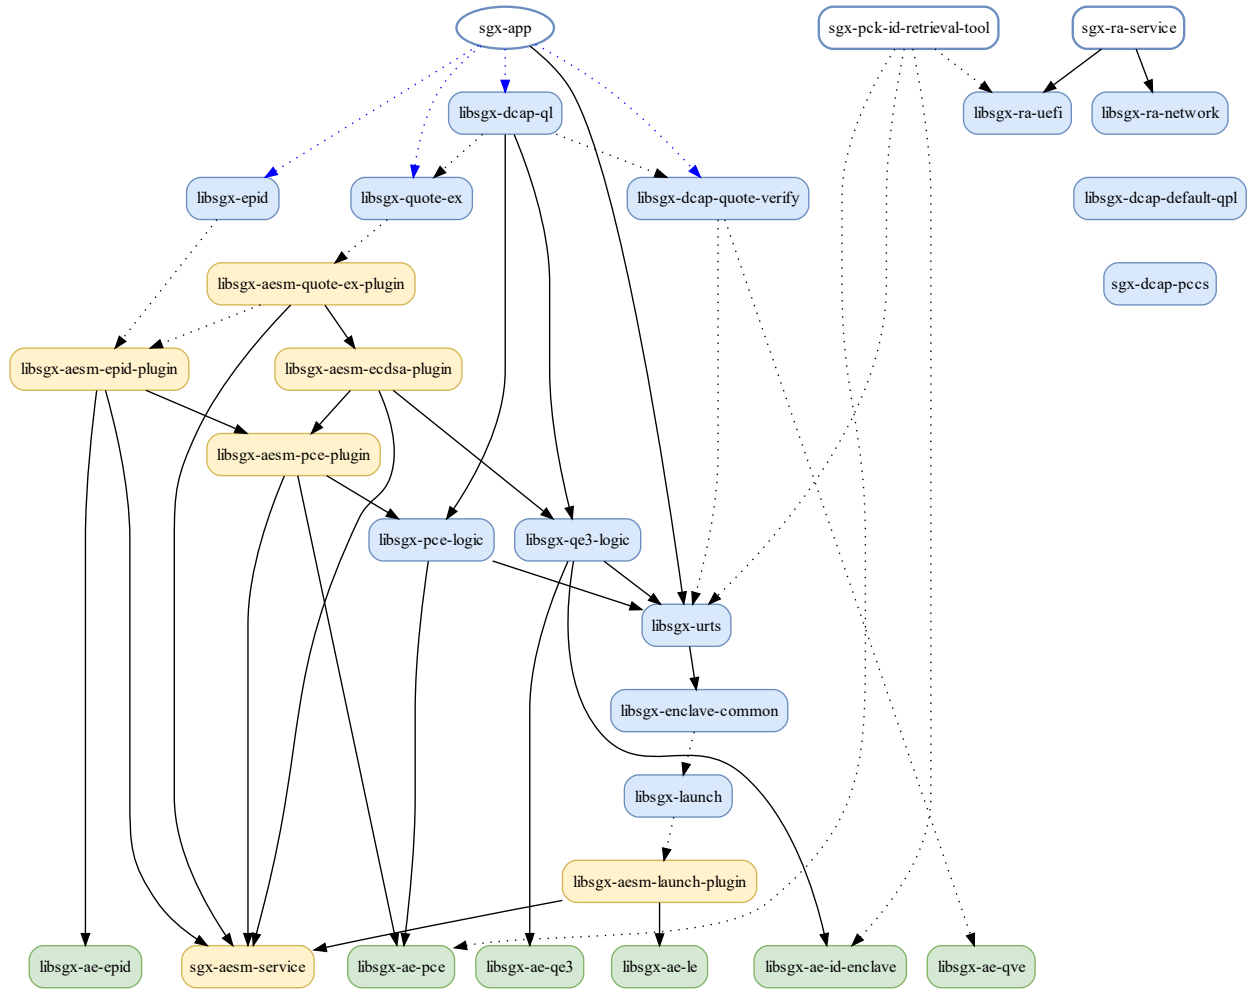 sgx-app
sgx-pck-id-retrieval-tool
sgx-ra-service
libsgx-dcap-ql
libsgx-ra-uefi
libsgx-ra-network
libsgx-epid
libsgx-quote-ex
libsgx-dcap-quote-verify
libsgx-dcap-default-qpl
libsgx-aesm-quote-ex-plugin
sgx-dcap-pccs
libsgx-aesm-epid-plugin
libsgx-aesm-ecdsa-plugin
libsgx-aesm-pce-plugin
libsgx-pce-logic
libsgx-qe3-logic
libsgx-urts
libsgx-enclave-common
libsgx-launch
libsgx-aesm-launch-plugin
libsgx-ae-epid
sgx-aesm-service
libsgx-ae-pce
libsgx-ae-qe3
libsgx-ae-le
libsgx-ae-id-enclave
libsgx-ae-qve